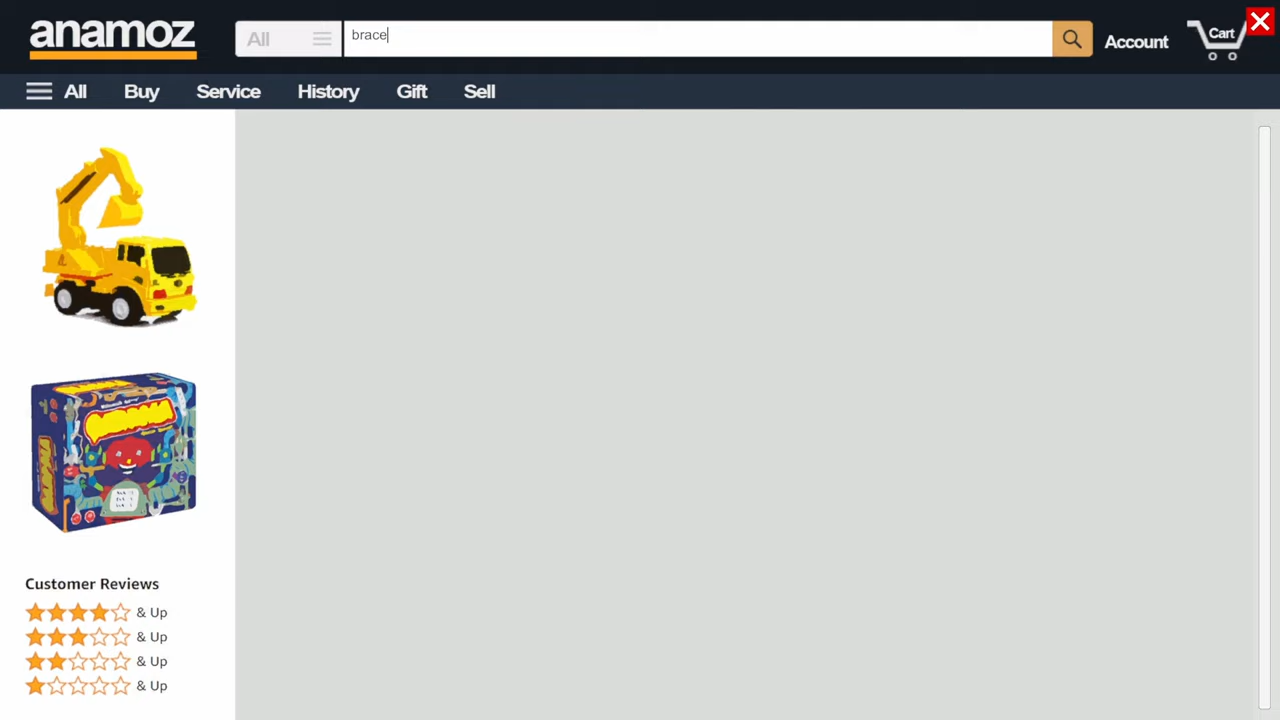 anamoz
All
brace
Account
Cart
All Buy Service History Gift Sell
Customer Reviews
& Up
& Up
& Up
& Up